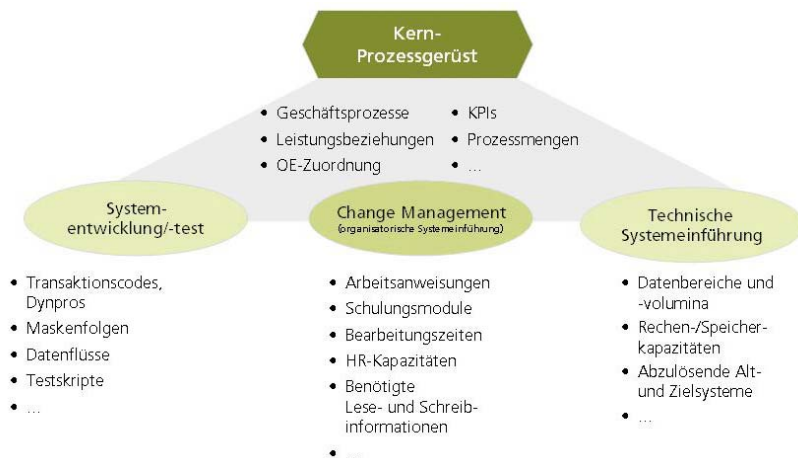 Kern-
Prozessgerüst
• Geschäftsprozesse
• Leistungsbeziehungen
• OE-Zuordnung
• KPIs
• Prozessmengen
• ...
System-
entwicklung/-test
• Transaktionscodes,
Dynpros
• Maskenfolgen
• Datenflüsse
• Testskripte
• ...
Change Management
(organisatorische Systemeinführung)
• Arbeitsanweisungen
• Schulungsmodule
• Bearbeitungszeiten
• HR-Kapazitäten
• Benötigte
Lese- und Schreib-
informationen
• ...
Technische
Systemeinführung
• Datenbereiche und
-volumina
• Rechen-/Speicher-
kapazitäten
• Abzulösende Alt-
und Zielsysteme
• ...